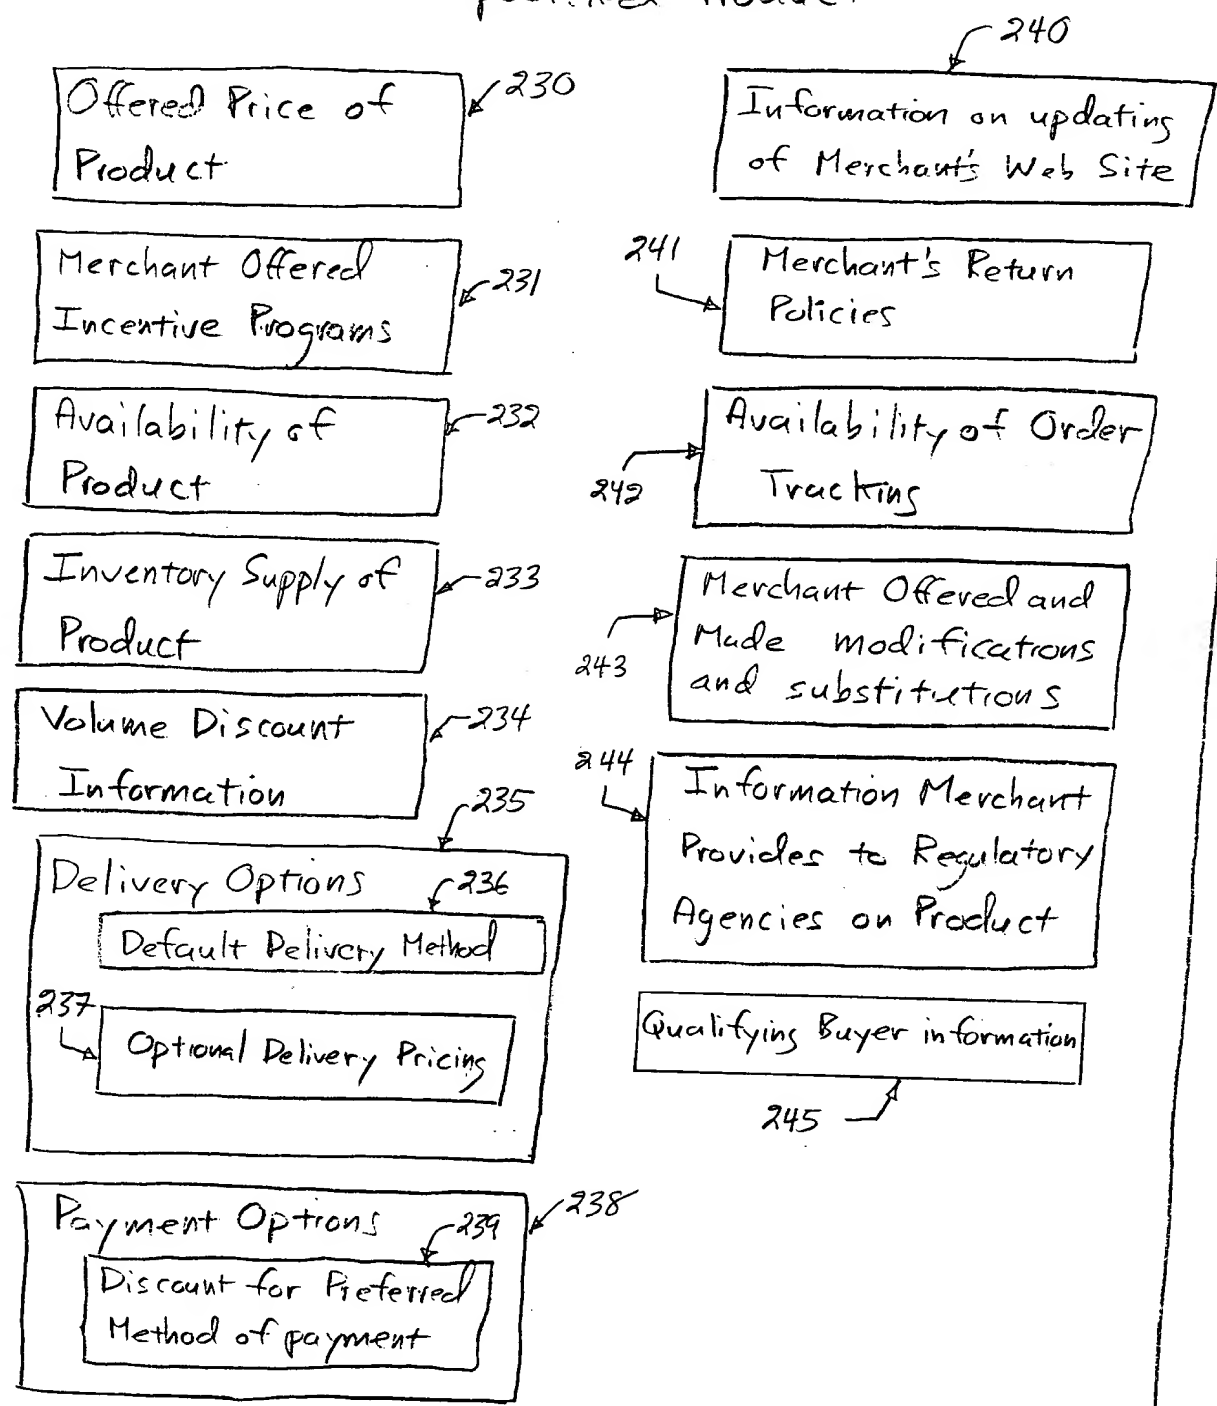 Product
Offered Price of
Product
230
Merchant Offered
Incentive Programs
231
Availability of
Product
232
Inventory Supply of
Product
233
Volume Discount
Information
234
235
Delivery Options
236
Default Delivery Method
237
Optional Delivery Pricing
Payment Options
238
239
Discount for Preferred
Method of payment
240
Information on updating
of Merchant's Web Site
241
Merchant's Return
Policies
Availability of Order
Tracking
242
Merchant Offered and
Made modifications
and substitutions
243
244
Information Merchant
Provides to Regulatory
Agencies on Product
Qualifying Buyer information
245